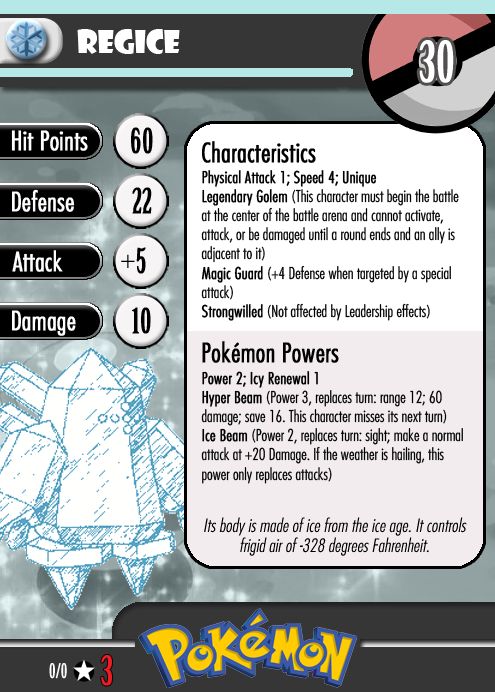 REGICE
30
Hit Points 60
Defense 22
Attack +5
Damage 10
Characteristics
Physical Attack 1; Speed 4; Unique
Legendary Golem (This character must begin the battle
at the center of the battle arena and cannot activate,
attack, or be damaged until a round ends and an ally is
adjacent to it)
Magic Guard (+4 Defense when targeted by a special
attack)
Strongwilled (Not affected by Leadership effects)
Pokémon Powers
Power 2; Icy Renewal 1
Hyper Beam (Power 3, replaces turn: range 12; 60
damage; save 16. This character misses its next turn)
Ice Beam (Power 2, replaces turn: sight; make a normal
attack at +20 Damage. If the weather is hailing, this
power only replaces attacks)
Its body is made of ice from the ice age. It controls
frigid air of -328 degrees Fahrenheit.
0/0 ★ 3
POKéMON